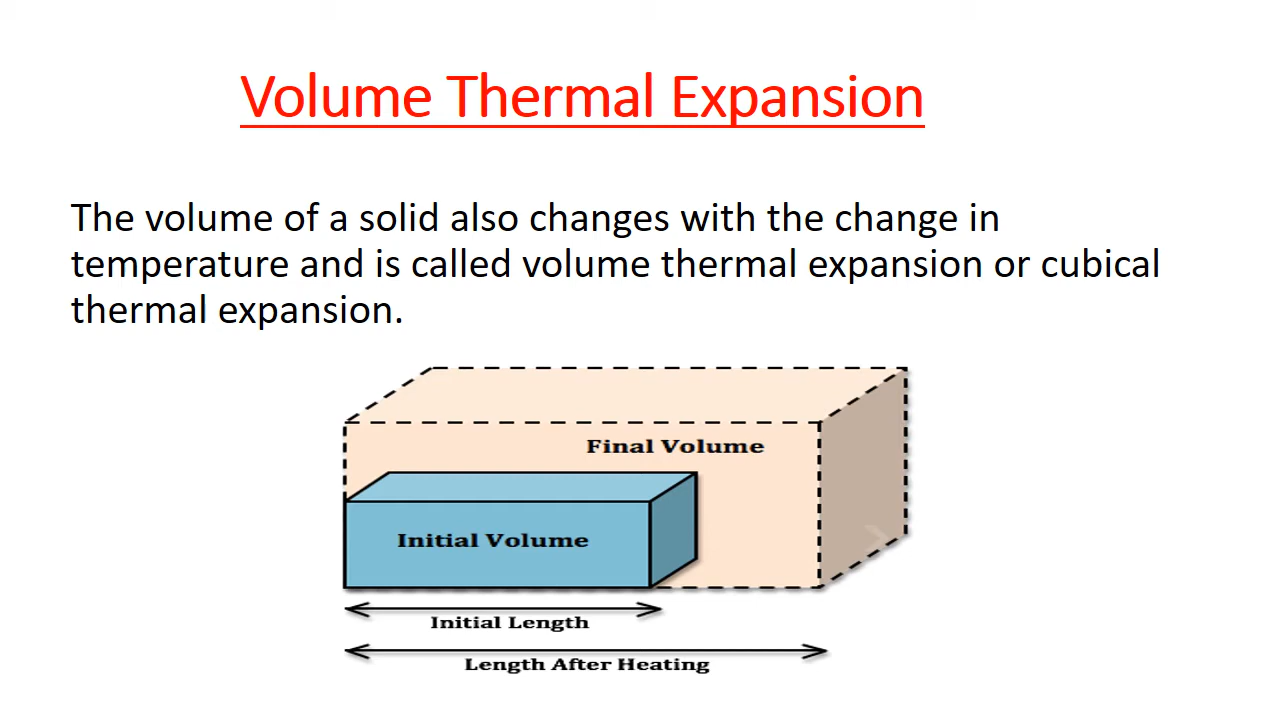 Volume Thermal Expansion
The volume of a solid also changes with the change in
temperature and is called volume thermal expansion or cubical
thermal expansion.
Final Volume
Initial Volume
Initial Length
Length After Heating